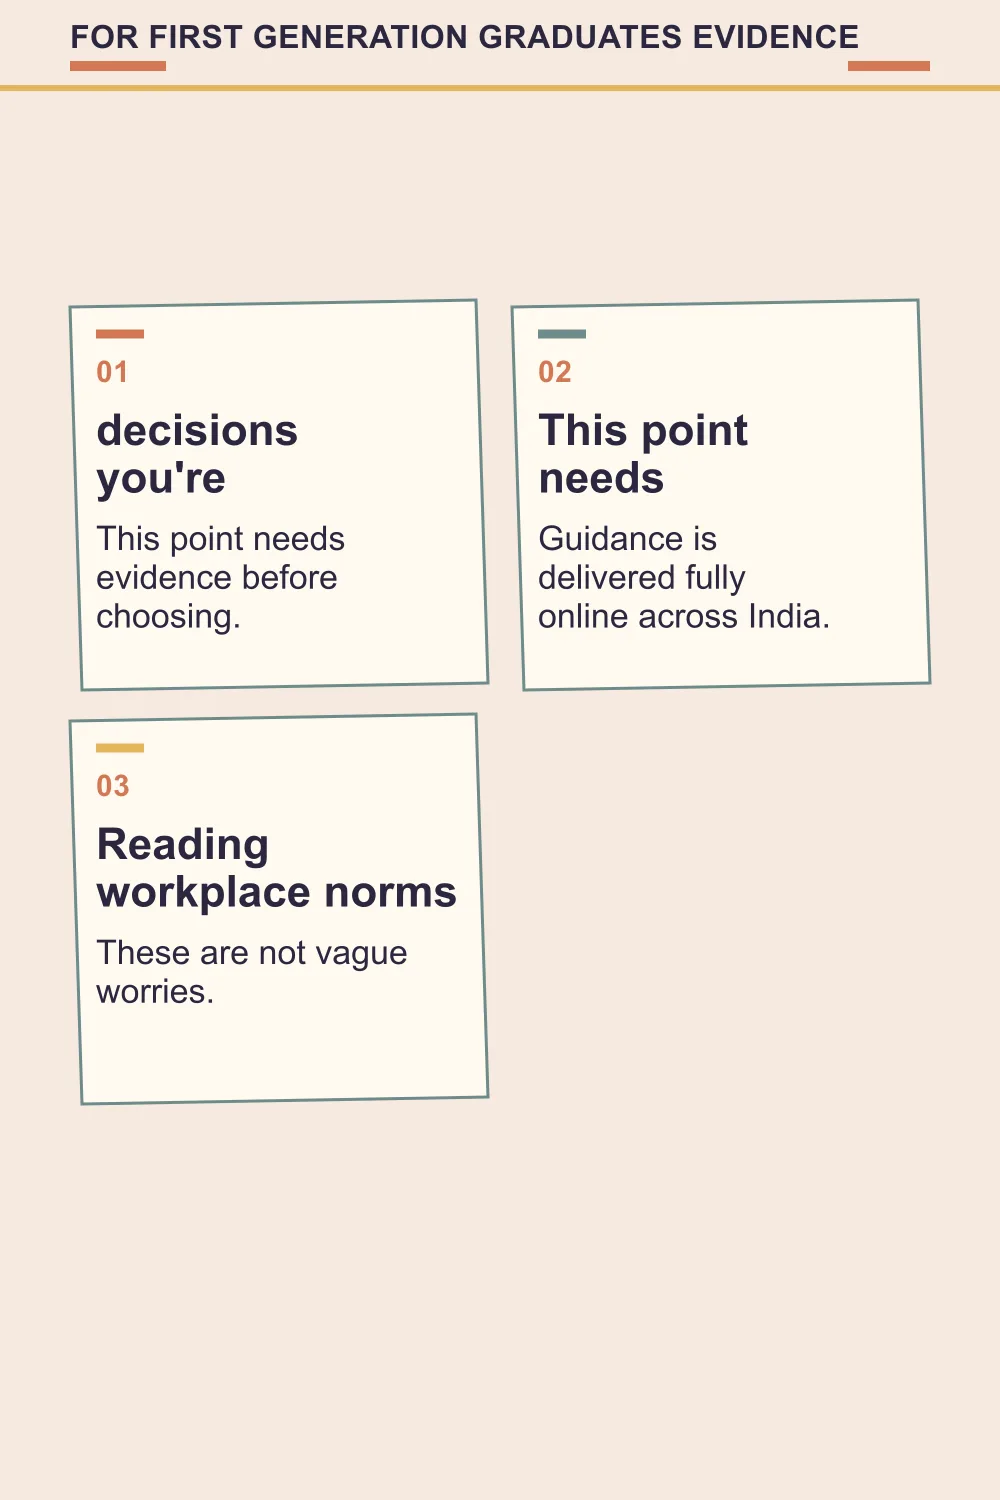 FOR FIRST GENERATION GRADUATES EVIDENCE
01
decisions
you're
This point needs
evidence before
choosing.
02
This point
needs
Guidance is
delivered fully
online across India.
03
Reading
workplace norms
These are not vague
worries.